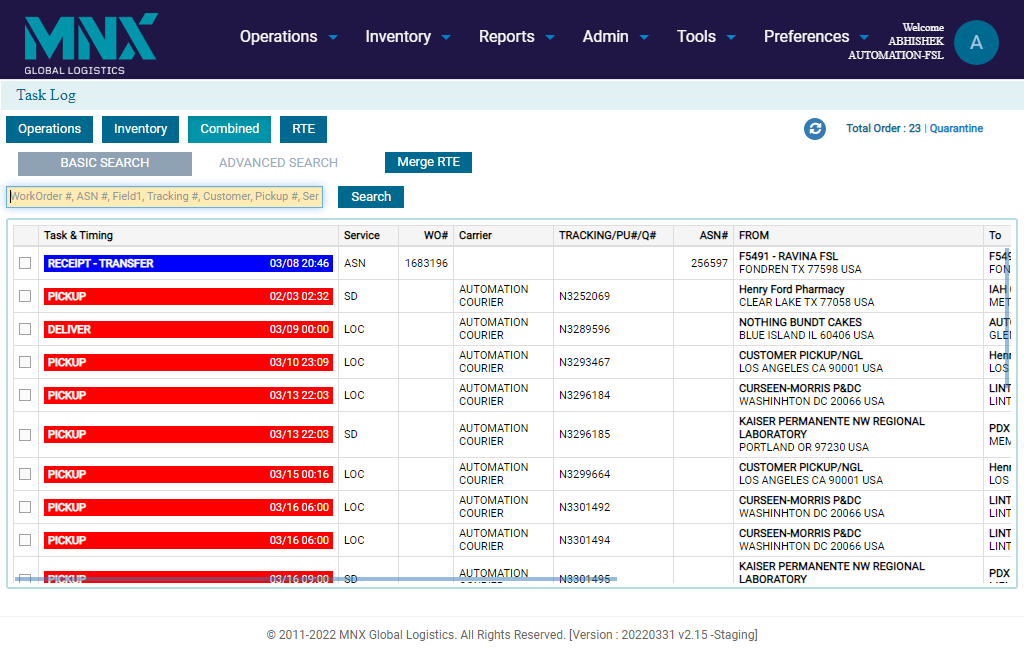 MNX
GLOBAL LOGISTICS
Operations Inventory Reports Admin Tools Preferences
Welcome
ABHISHEK
AUTOMATION-FSL
A
Task Log
Operations Inventory Combined RTE
Total Order : 23 | Quarantine
BASIC SEARCH ADVANCED SEARCH Merge RTE
WorkOrder #, ASN #, Field1, Tracking #, Customer, Pickup #, Ser Search
Task & Timing Service WO# Carrier TRACKING/PU#/Q# ASN# FROM To
RECEIPT - TRANSFER 03/08 20:46 ASN 1683196 256597 F5491 - RAVINA FSL F549
FONDREN TX 77598 USA FON
PICKUP 02/03 02:32 SD AUTOMATION COURIER N3252069 Henry Ford Pharmacy IAH
CLEAR LAKE TX 77058 USA MET
DELIVER 03/09 00:00 LOC AUTOMATION COURIER N3289596 NOTHING BUNDT CAKES AUT
BLUE ISLAND IL 60406 USA GLE
PICKUP 03/10 23:09 LOC AUTOMATION COURIER N3293467 CUSTOMER PICKUP/NGL Henr
LOS ANGELES CA 90001 USA LOS
PICKUP 03/13 22:03 LOC AUTOMATION COURIER N3296184 CURSEEN-MORRIS P&DC LINT
WASHINHTON DC 20066 USA LINT
PICKUP 03/13 22:03 SD AUTOMATION COURIER N3296185 KAISER PERMANENTE NW REGIONAL
LABORATORY PDX
PORTLAND OR 97230 USA MEM
PICKUP 03/15 00:16 LOC AUTOMATION COURIER N3299664 CUSTOMER PICKUP/NGL Henr
LOS ANGELES CA 90001 USA LOS
PICKUP 03/16 06:00 LOC AUTOMATION COURIER N3301492 CURSEEN-MORRIS P&DC LINT
WASHINHTON DC 20066 USA LINT
PICKUP 03/16 06:00 LOC AUTOMATION COURIER N3301494 CURSEEN-MORRIS P&DC LINT
WASHINHTON DC 20066 USA LINT
PICKUP 03/16 09:00 SD AUTOMATION COURIER N3301495 KAISER PERMANENTE NW REGIONAL
LABORATORY PDX
© 2011-2022 MNX Global Logistics. All Rights Reserved. [Version : 20220331 v2.15 -Staging]